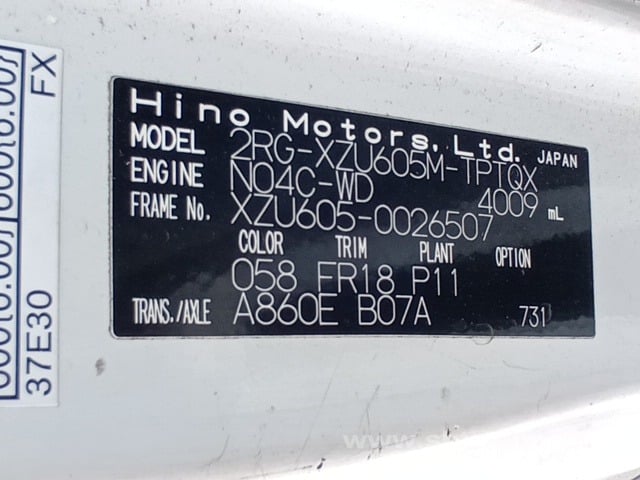 Hino Motors, Ltd. JAPAN
MODEL 2RG-XZU605M-TPTQX
ENGINE N04C-WD 4009 mL
FRAME No. XZU605-0026507
COLOR TRIM PLANT OPTION
058 FR18 P11
TRANS./AXLE A860E B07A 731
FX
37E30